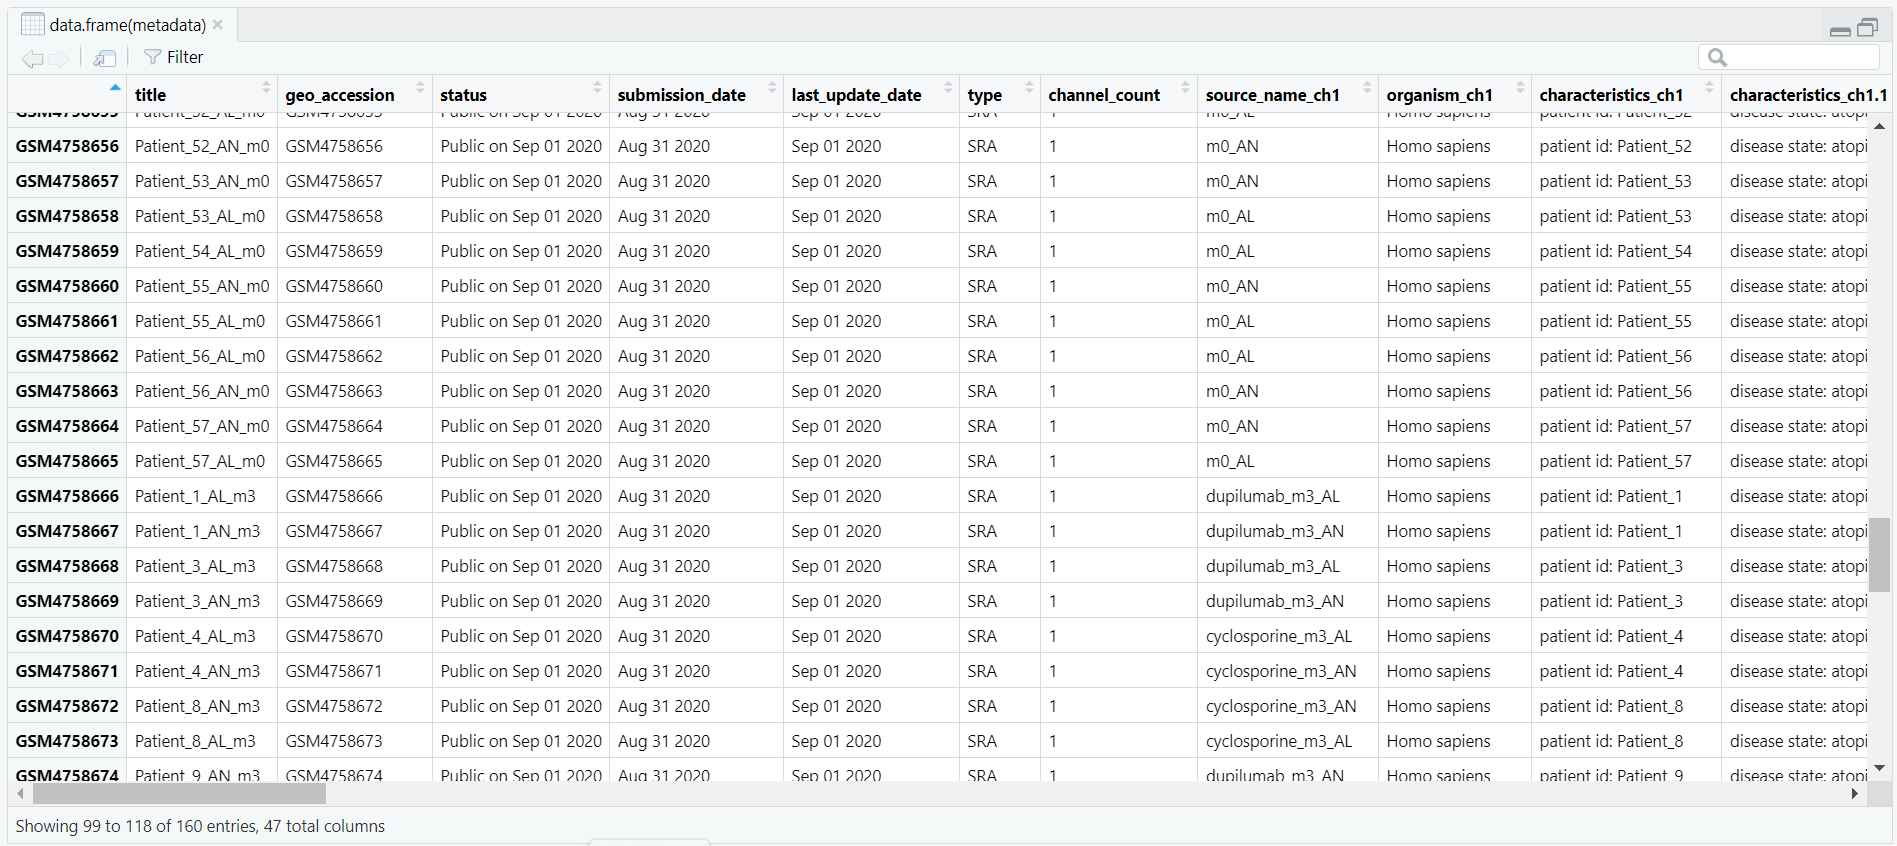 data.frame(metadata)
Filter
title geo_accession status submission_date last_update_date type channel_count source_name_ch1 organism_ch1 characteristics_ch1 characteristics_ch1.1
GSM4758655 Patient_52_AL_m0 GSM4758655 Public on Sep 01 2020 Aug 31 2020 Sep 01 2020 SRA 1 m0_AL Homo sapiens patient id: Patient_52 disease state: atopi
GSM4758656 Patient_52_AN_m0 GSM4758656 Public on Sep 01 2020 Aug 31 2020 Sep 01 2020 SRA 1 m0_AN Homo sapiens patient id: Patient_52 disease state: atopi
GSM4758657 Patient_53_AN_m0 GSM4758657 Public on Sep 01 2020 Aug 31 2020 Sep 01 2020 SRA 1 m0_AN Homo sapiens patient id: Patient_53 disease state: atopi
GSM4758658 Patient_53_AL_m0 GSM4758658 Public on Sep 01 2020 Aug 31 2020 Sep 01 2020 SRA 1 m0_AL Homo sapiens patient id: Patient_53 disease state: atopi
GSM4758659 Patient_54_AL_m0 GSM4758659 Public on Sep 01 2020 Aug 31 2020 Sep 01 2020 SRA 1 m0_AL Homo sapiens patient id: Patient_54 disease state: atopi
GSM4758660 Patient_55_AN_m0 GSM4758660 Public on Sep 01 2020 Aug 31 2020 Sep 01 2020 SRA 1 m0_AN Homo sapiens patient id: Patient_55 disease state: atopi
GSM4758661 Patient_55_AL_m0 GSM4758661 Public on Sep 01 2020 Aug 31 2020 Sep 01 2020 SRA 1 m0_AL Homo sapiens patient id: Patient_55 disease state: atopi
GSM4758662 Patient_56_AL_m0 GSM4758662 Public on Sep 01 2020 Aug 31 2020 Sep 01 2020 SRA 1 m0_AL Homo sapiens patient id: Patient_56 disease state: atopi
GSM4758663 Patient_56_AN_m0 GSM4758663 Public on Sep 01 2020 Aug 31 2020 Sep 01 2020 SRA 1 m0_AN Homo sapiens patient id: Patient_56 disease state: atopi
GSM4758664 Patient_57_AN_m0 GSM4758664 Public on Sep 01 2020 Aug 31 2020 Sep 01 2020 SRA 1 m0_AN Homo sapiens patient id: Patient_57 disease state: atopi
GSM4758665 Patient_57_AL_m0 GSM4758665 Public on Sep 01 2020 Aug 31 2020 Sep 01 2020 SRA 1 m0_AL Homo sapiens patient id: Patient_57 disease state: atopi
GSM4758666 Patient_1_AL_m3 GSM4758666 Public on Sep 01 2020 Aug 31 2020 Sep 01 2020 SRA 1 dupilumab_m3_AL Homo sapiens patient id: Patient_1 disease state: atopi
GSM4758667 Patient_1_AN_m3 GSM4758667 Public on Sep 01 2020 Aug 31 2020 Sep 01 2020 SRA 1 dupilumab_m3_AN Homo sapiens patient id: Patient_1 disease state: atopi
GSM4758668 Patient_3_AL_m3 GSM4758668 Public on Sep 01 2020 Aug 31 2020 Sep 01 2020 SRA 1 dupilumab_m3_AL Homo sapiens patient id: Patient_3 disease state: atopi
GSM4758669 Patient_3_AN_m3 GSM4758669 Public on Sep 01 2020 Aug 31 2020 Sep 01 2020 SRA 1 dupilumab_m3_AN Homo sapiens patient id: Patient_3 disease state: atopi
GSM4758670 Patient_4_AL_m3 GSM4758670 Public on Sep 01 2020 Aug 31 2020 Sep 01 2020 SRA 1 cyclosporine_m3_AL Homo sapiens patient id: Patient_4 disease state: atopi
GSM4758671 Patient_4_AN_m3 GSM4758671 Public on Sep 01 2020 Aug 31 2020 Sep 01 2020 SRA 1 cyclosporine_m3_AN Homo sapiens patient id: Patient_4 disease state: atopi
GSM4758672 Patient_8_AN_m3 GSM4758672 Public on Sep 01 2020 Aug 31 2020 Sep 01 2020 SRA 1 cyclosporine_m3_AN Homo sapiens patient id: Patient_8 disease state: atopi
GSM4758673 Patient_8_AL_m3 GSM4758673 Public on Sep 01 2020 Aug 31 2020 Sep 01 2020 SRA 1 cyclosporine_m3_AL Homo sapiens patient id: Patient_8 disease state: atopi
GSM4758674 Patient_9_AN_m3 GSM4758674 Public on Sep 01 2020 Aug 31 2020 Sep 01 2020 SRA 1 dupilumab_m3_AN Homo sapiens patient id: Patient_9 disease state: atopi
Showing 99 to 118 of 160 entries, 47 total columns